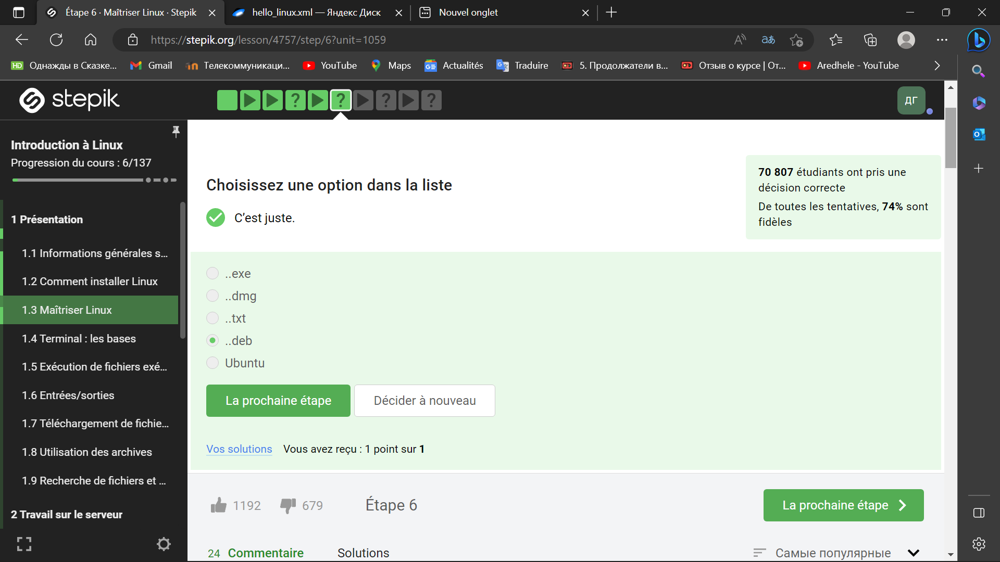 Étape 6 · Maîtriser Linux · Stepik
hello_linux.xml — Яндекс Диск
Nouvel onglet
https://stepik.org/lesson/4757/step/6?unit=1059
HD Однажды в Сказке...
Gmail
Телекоммуникаци...
YouTube
Maps
Actualités
Traduire
5. Продолжатели в...
Отзыв о курсе | От...
Aredhele - YouTube
stepik
ДГ
Introduction à Linux
Progression du cours : 6/137
1 Présentation
1.1 Informations générales s...
1.2 Comment installer Linux
1.3 Maîtriser Linux
1.4 Terminal : les bases
1.5 Exécution de fichiers exé...
1.6 Entrées/sorties
1.7 Téléchargement de fichie...
1.8 Utilisation des archives
1.9 Recherche de fichiers et ...
2 Travail sur le serveur
Choisissez une option dans la liste
C’est juste.
70 807 étudiants ont pris une
décision correcte
De toutes les tentatives, 74% sont
fidèles
..exe
..dmg
..txt
..deb
Ubuntu
La prochaine étape
Décider à nouveau
Vos solutions Vous avez reçu : 1 point sur 1
1192
679
Étape 6
La prochaine étape
24 Commentaire
Solutions
Самые популярные